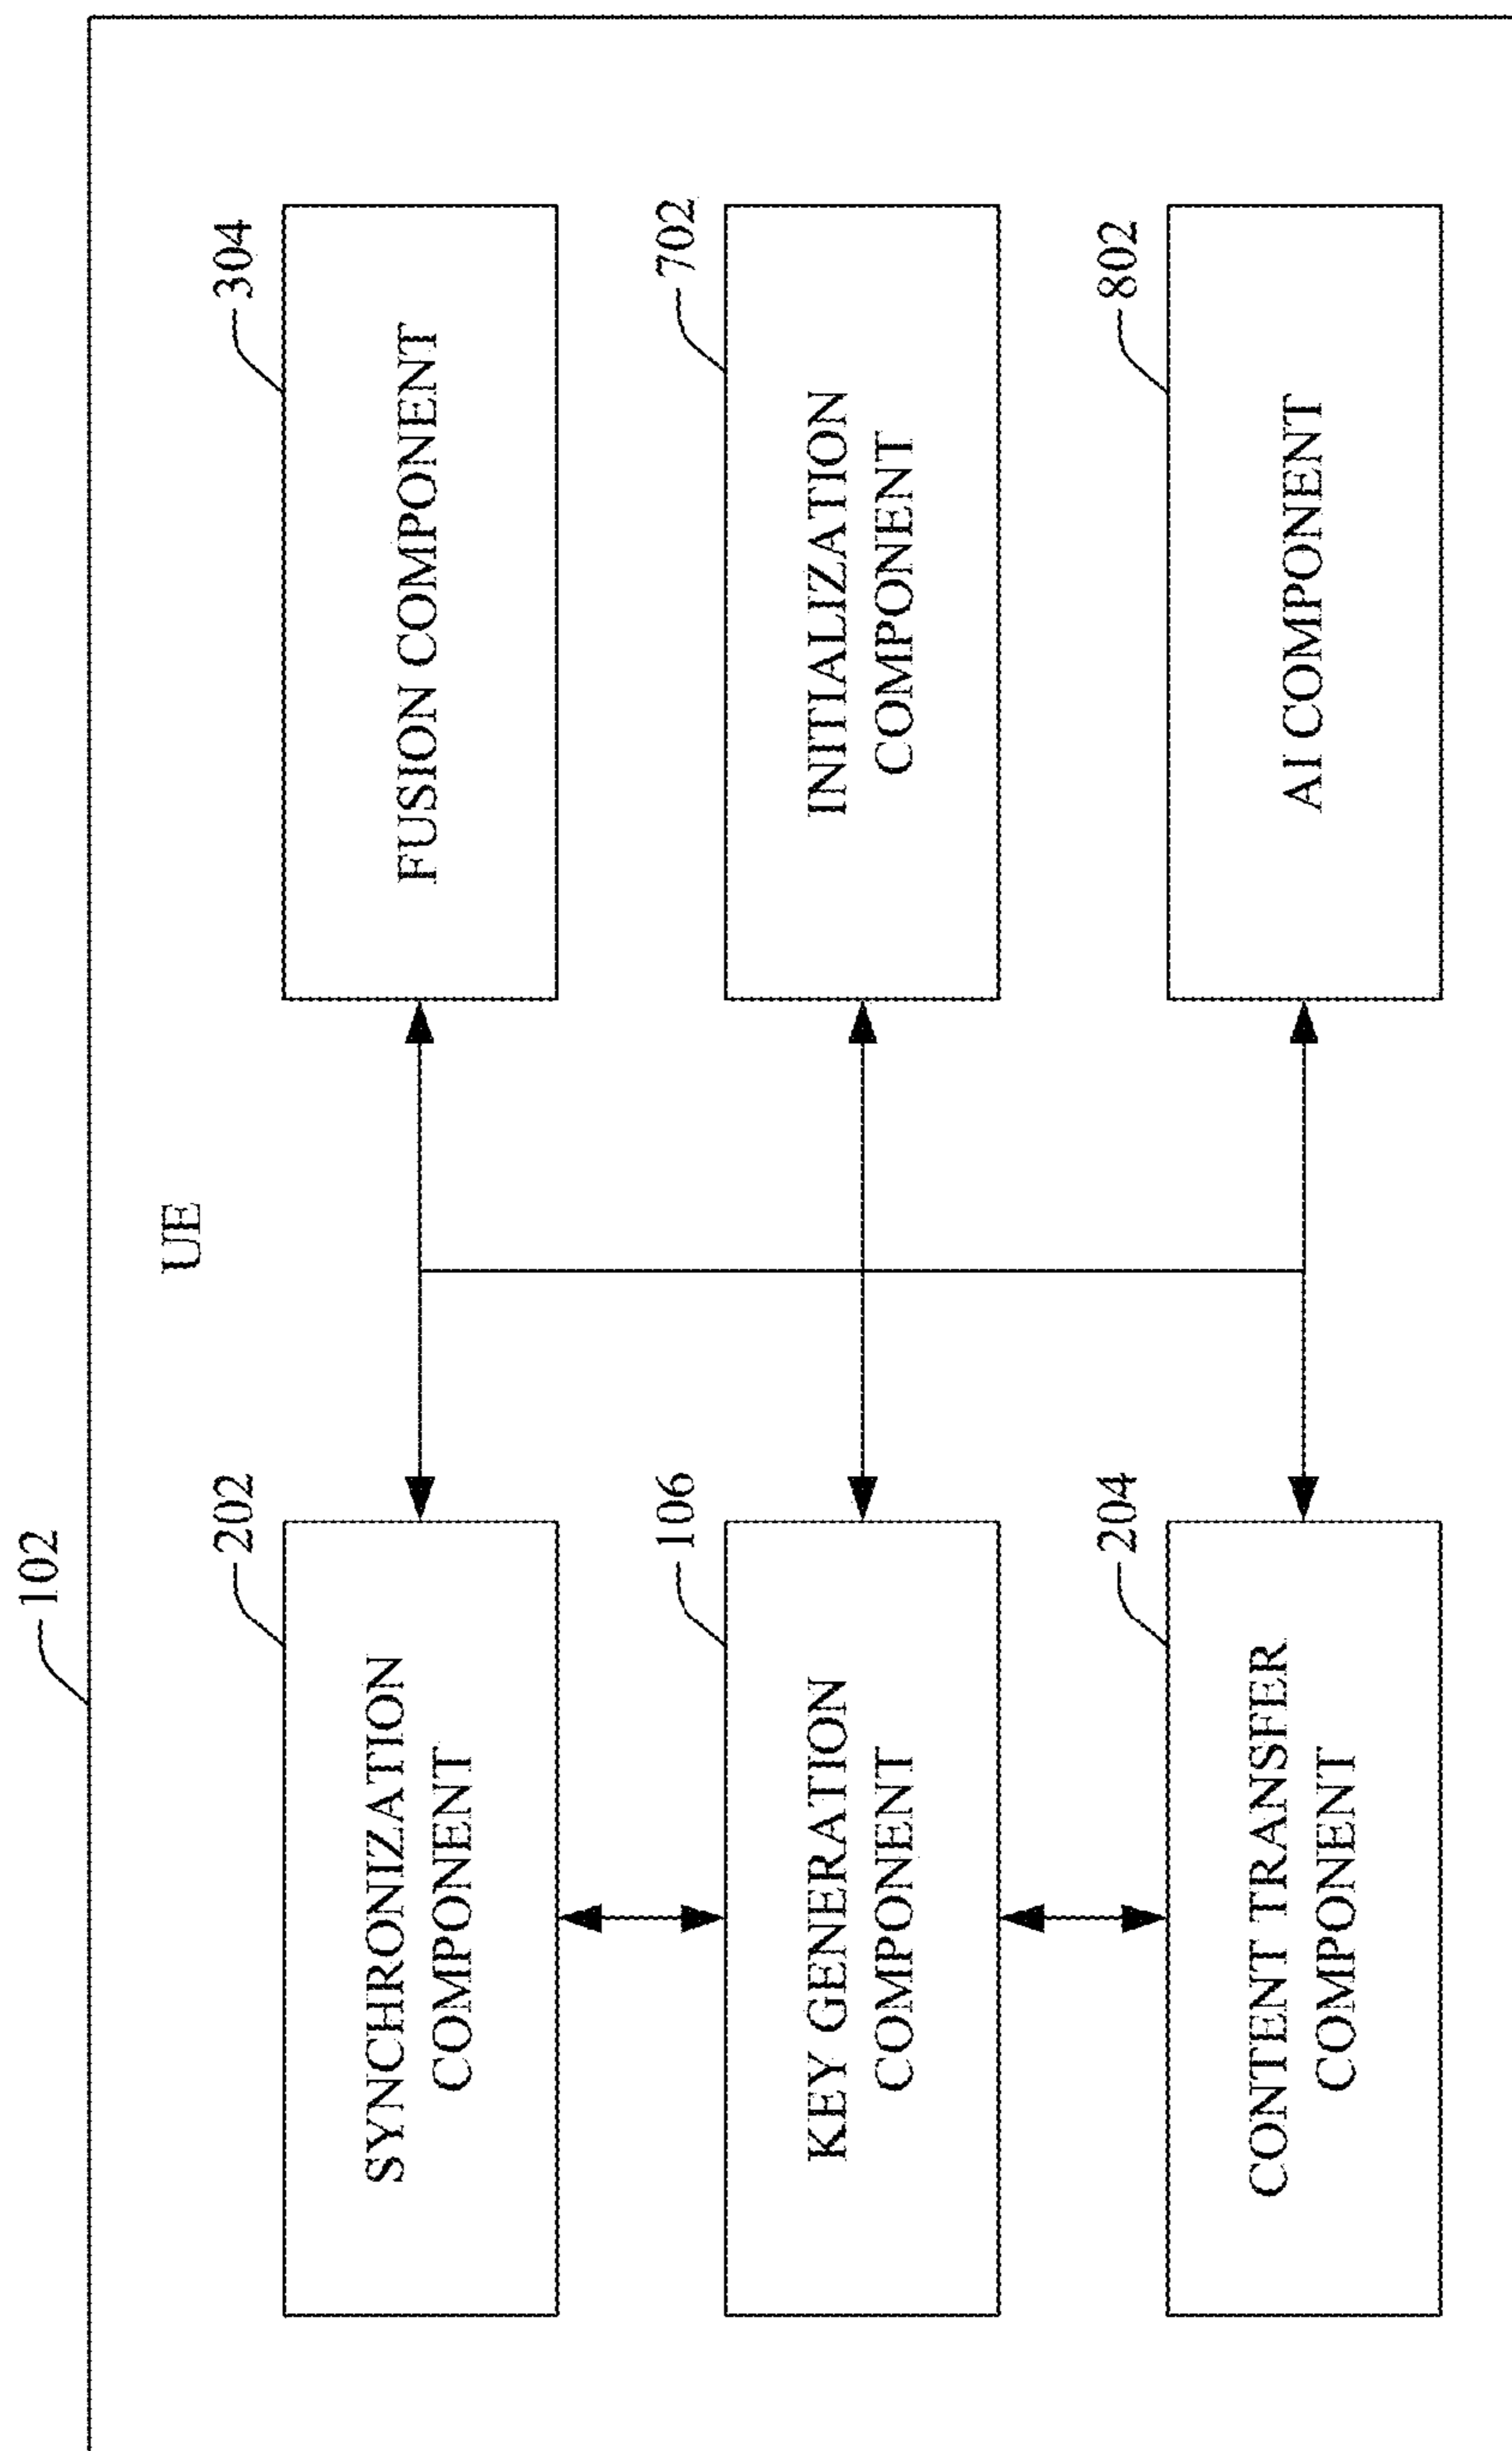 102
UE
202
SYNCHRONIZATION
COMPONENT
304
FUSION COMPONENT
106
KEY GENERATION
COMPONENT
702
INITIALIZATION
COMPONENT
204
CONTENT TRANSFER
COMPONENT
802
AI COMPONENT